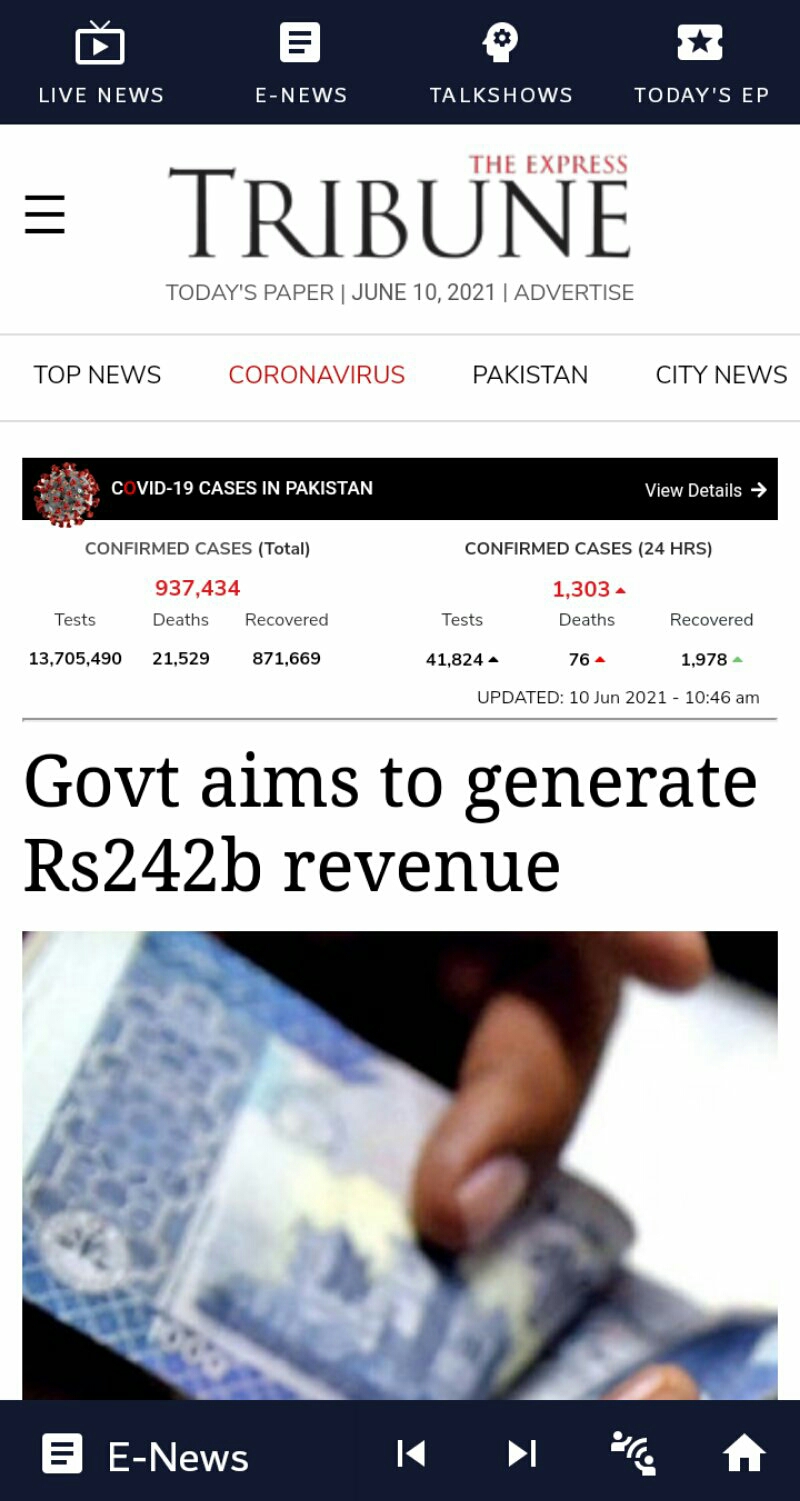 LIVE NEWS E-NEWS TALKSHOWS TODAY'S EP
THE EXPRESS
TRIBUNE
TODAY'S PAPER | JUNE 10, 2021 | ADVERTISE
TOP NEWS CORONAVIRUS PAKISTAN CITY NEWS
COVID-19 CASES IN PAKISTAN View Details →
CONFIRMED CASES (Total) CONFIRMED CASES (24 HRS)
937,434 1,303
Tests Deaths Recovered Tests Deaths Recovered
13,705,490 21,529 871,669 41,824 76 1,978
UPDATED: 10 Jun 2021 - 10:46 am
Govt aims to generate
Rs242b revenue
1000
E-News